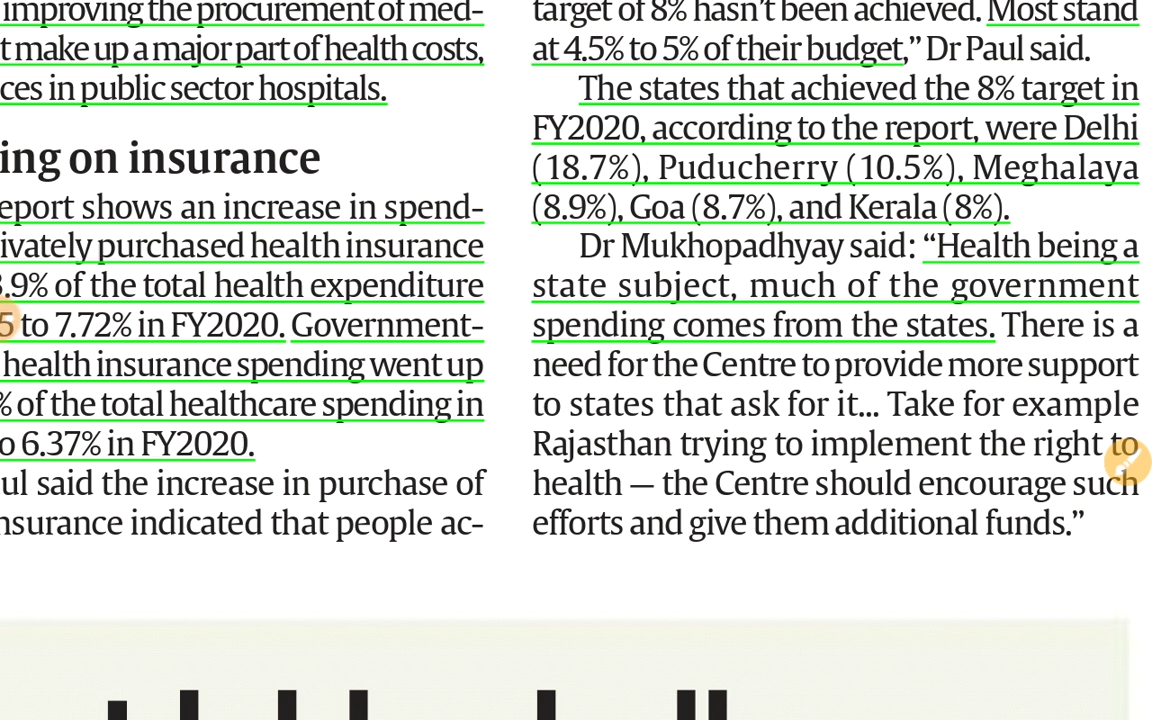 improving the procurement of med-
t make up a major part of health costs,
ces in public sector hospitals.
ing on insurance
eport shows an increase in spend-
ivately purchased health insurance
3.9% of the total health expenditure
5 to 7.72% in FY2020. Government-
health insurance spending went up
% of the total healthcare spending in
o 6.37% in FY2020.
ul said the increase in purchase of
nsurance indicated that people ac-
target of 8% hasn't been achieved. Most stand
at 4.5% to 5% of their budget,” Dr Paul said.
The states that achieved the 8% target in
FY2020, according to the report, were Delhi
(18.7%), Puducherry (10.5%), Meghalaya
(8.9%), Goa (8.7%), and Kerala (8%).
Dr Mukhopadhyay said: “Health being a
state subject, much of the government
spending comes from the states. There is a
need for the Centre to provide more support
to states that ask for it... Take for example
Rajasthan trying to implement the right to
health — the Centre should encourage such
efforts and give them additional funds.”